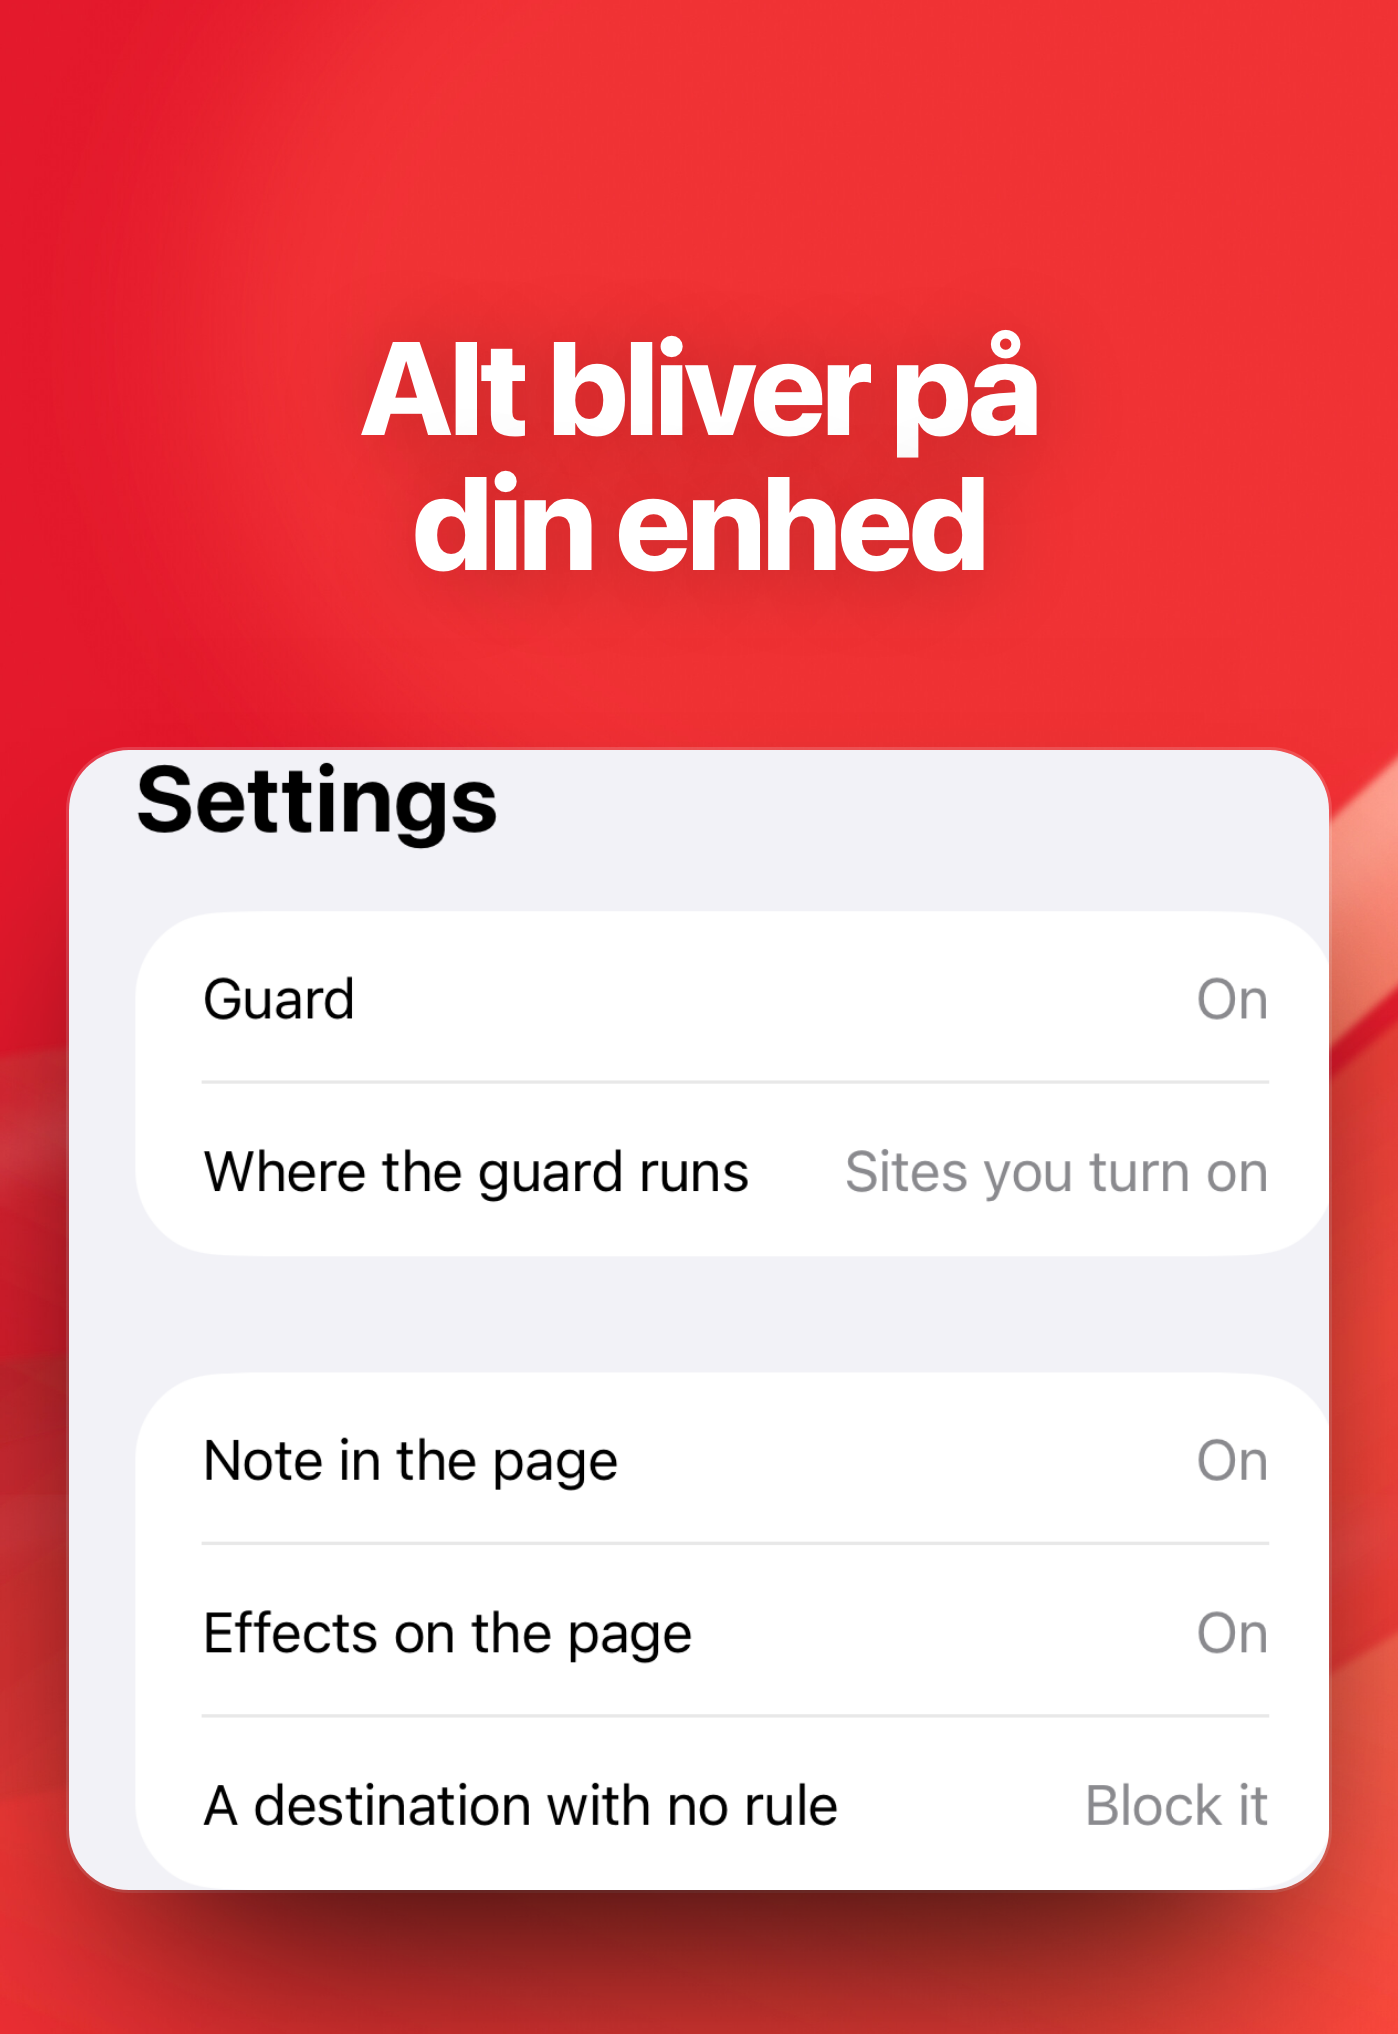 Alt bliver på
din enhed
Settings
Guard On
Where the guard runs Sites you turn on
Note in the page On
Effects on the page On
A destination with no rule Block it